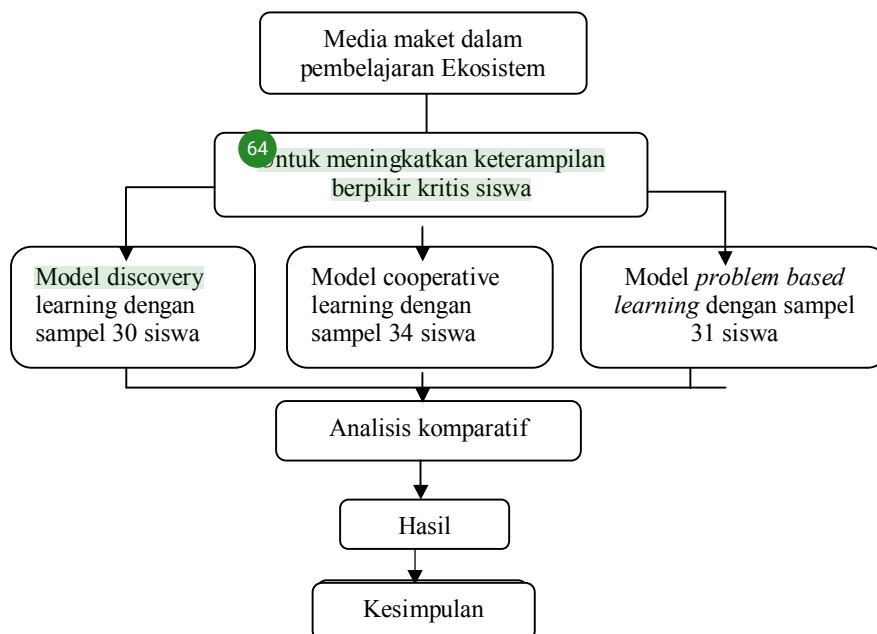 Media maket dalam
pembelajaran Ekosistem
64
Untuk meningkatkan keterampilan
berpikir kritis siswa
Model discovery
learning dengan
sampel 30 siswa
Model cooperative
learning dengan
sampel 34 siswa
Model problem based
learning dengan sampel
31 siswa
Analisis komparatif
Hasil
Kesimpulan